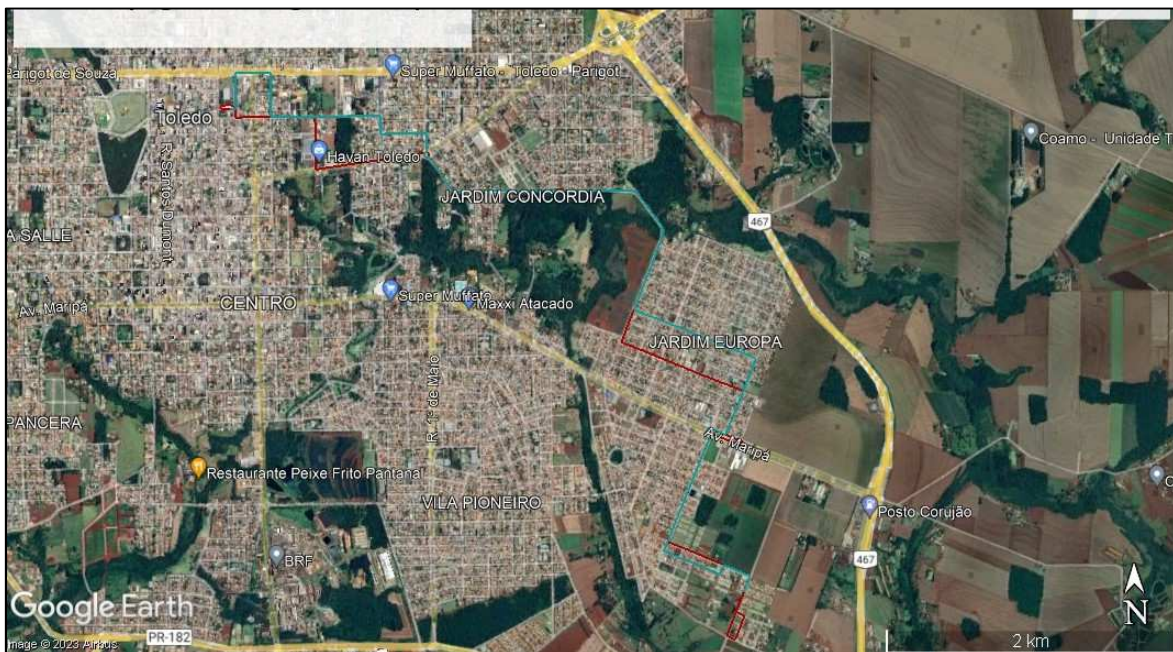 Parigot de Souza
Super Muffato - Toledo - Parigot
Toledo
Havan Toledo
Coamo - Unidade T
JARDIM CONCORDIA
467
R. Santos Dumont
A SALLE
CENTRO
Super Muffato
Maxxi Atacado
Av. Maripá
JARDIM EUROPA
R. 1° de Maio
PANCERA
Av. Maripá
Restaurante Peixe Frito Pantanal
VILA PIONEIRO
Posto Corujão
BRF
467
Google Earth
N
PR-182
Image © 2023 Airbus
2 km